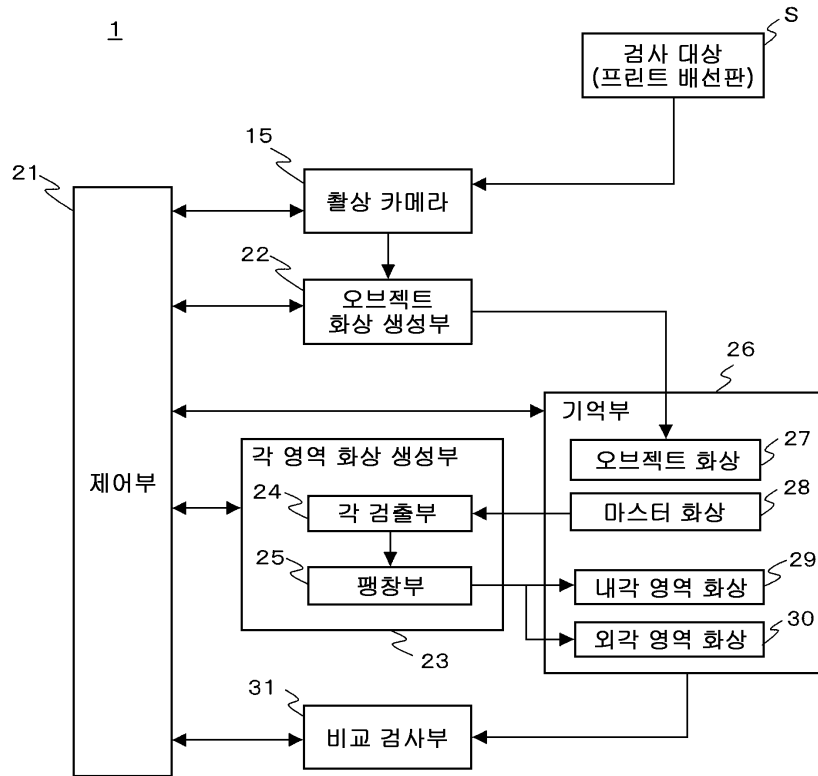 1
S
검사 대상
(프린트 배선판)
15
21
촬상 카메라
22
오브젝트
화상 생성부
26
기억부
27
오브젝트 화상
각 영역 화상 생성부
제어부
24
각 검출부
28
마스터 화상
25
팽창부
29
내각 영역 화상
30
외각 영역 화상
23
31
비교 검사부